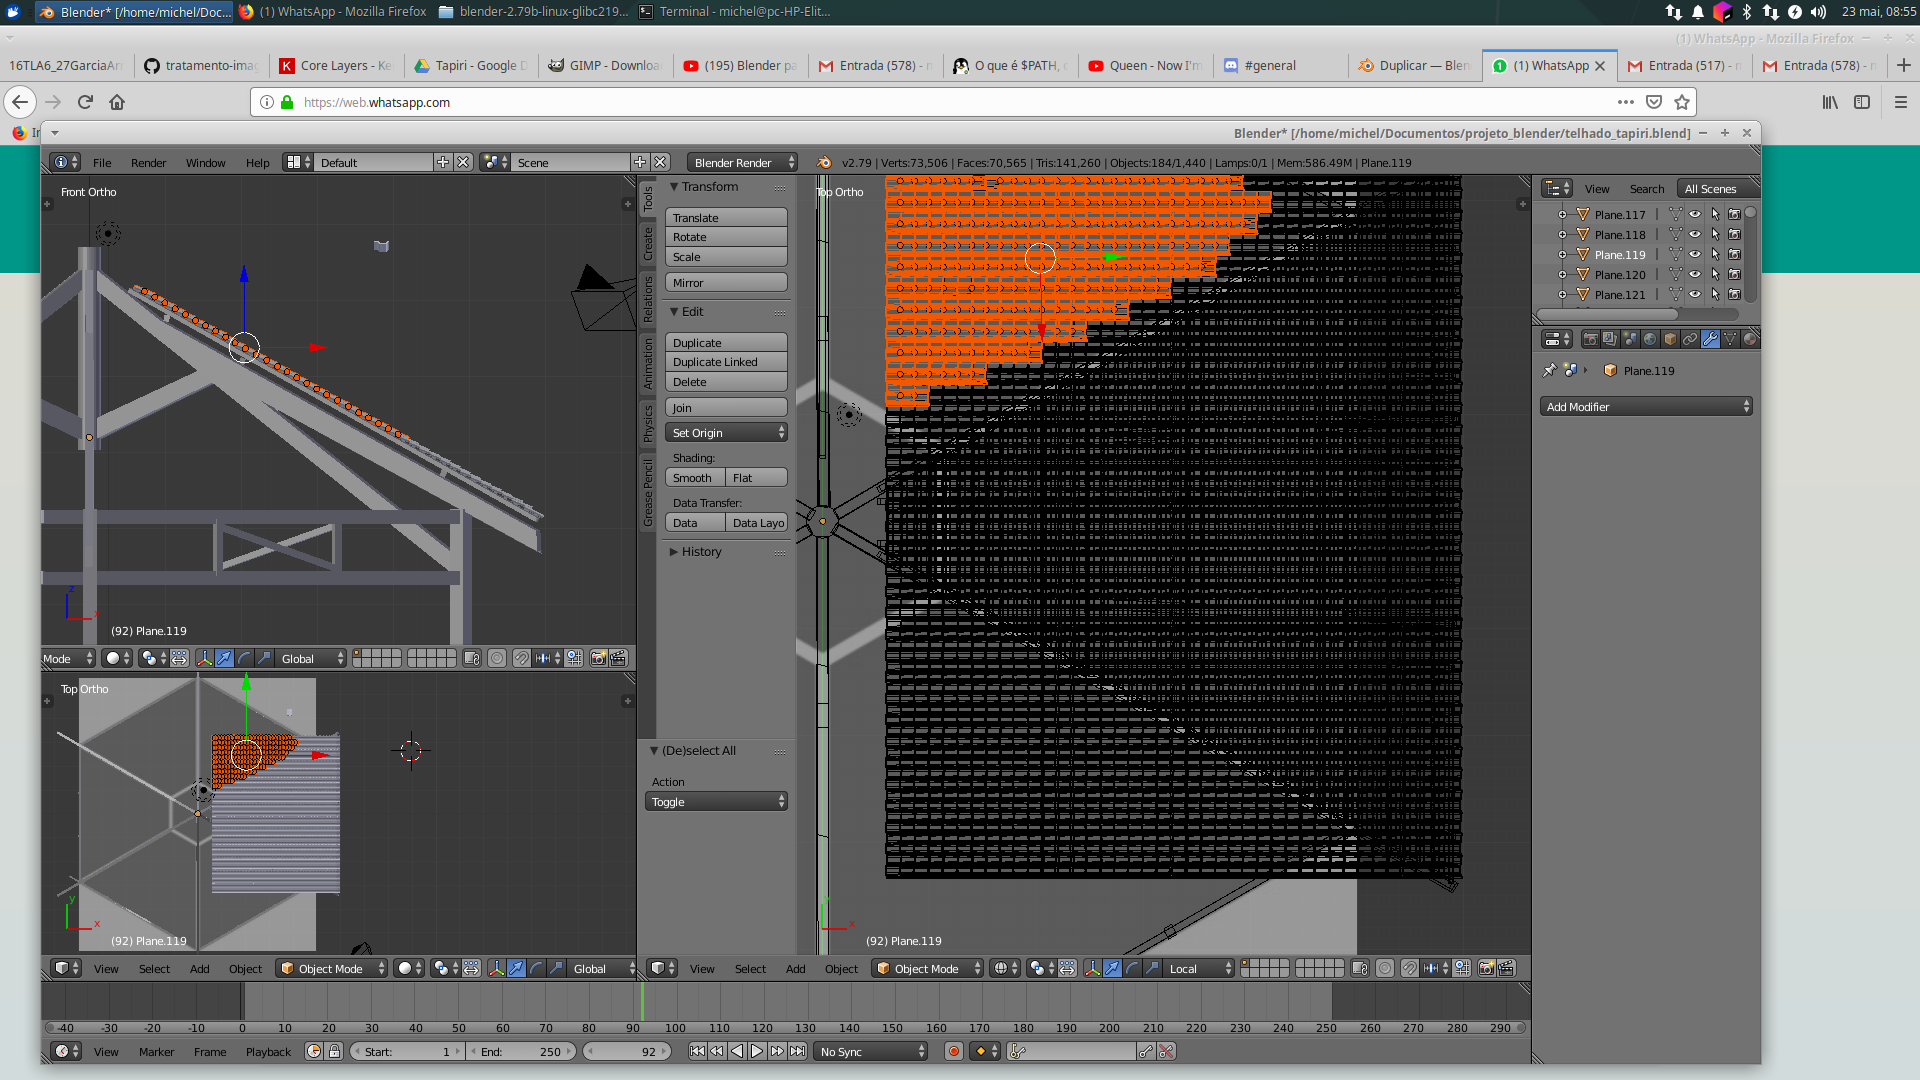 Blender* [/home/michel/Doc...
(1) WhatsApp - Mozilla Firefox
blender-2.79b-linux-glibc219...
Terminal - michel@pc-HP-Elit...
23 mai, 08:55
(1) WhatsApp - Mozilla Firefox
16TLA6_27GarciaAr
tratamento-imag
Core Layers - Ke
Tapiri - Google D
GIMP - Downloa
(195) Blender pa
Entrada (578) - m
O que é $PATH, c
Queen - Now I'm
#general
Duplicar — Blen
(1) WhatsApp
Entrada (517) - m
Entrada (578) - m
https://web.whatsapp.com
Blender* [/home/michel/Documentos/projeto_blender/telhado_tapiri.blend]
File Render Window Help
Default
Scene
Blender Render
v2.79 | Verts:73,506 | Faces:70,565 | Tris:141,260 | Objects:184/1,440 | Lamps:0/1 | Mem:586.49M | Plane.119
Front Ortho
(92) Plane.119
Mode
Global
Top Ortho
(92) Plane.119
View Select Add Object
Object Mode
Global
Tools
Create
Relations
Animation
Physics
Grease Pencil
Transform
Translate
Rotate
Scale
Mirror
Edit
Duplicate
Duplicate Linked
Delete
Join
Set Origin
Shading:
Smooth Flat
Data Transfer:
Data Data Layo
History
(De)select All
Action
Toggle
Top Ortho
(92) Plane.119
View Select Add Object
Object Mode
Local
View Search All Scenes
Plane.117
Plane.118
Plane.119
Plane.120
Plane.121
Plane.119
Add Modifier
-40 -30 -20 -10 0 10 20 30 40 50 60 70 80 90 100 110 120 130 140 150 160 170 180 190 200 210 220 230 240 250 260 270 280 290
View Marker Frame Playback
Start: 1
End: 250
92
No Sync